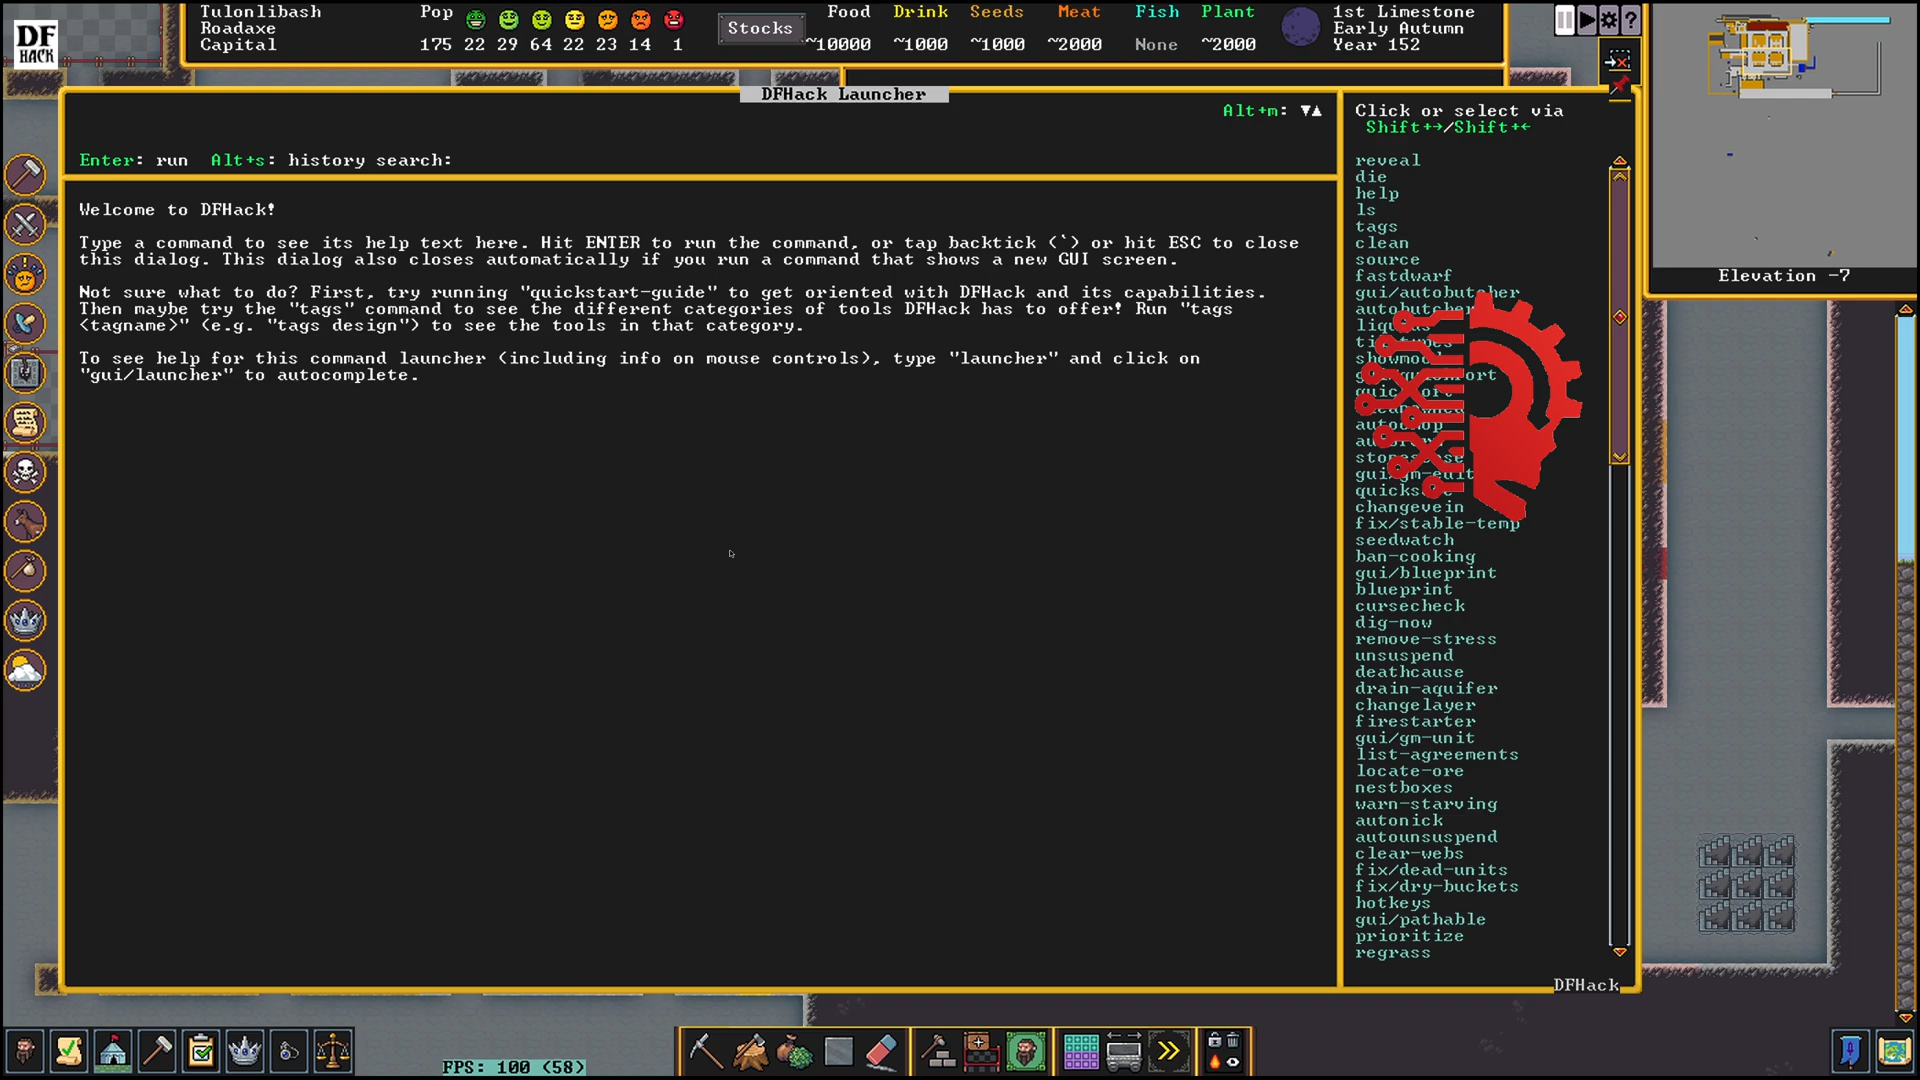 DF
HACK
Tulonlibash
Roadaxe
Capital
Pop
175 22 29 64 22 23 14 1
Stocks
Food Drink Seeds Meat Fish Plant
~10000 ~1000 ~1000 ~2000 None ~2000
1st Limestone
Early Autumn
Year 152
Elevation -7
DFHack Launcher
Alt+m:
Enter: run Alt+s: history search:
Welcome to DFHack!
Type a command to see its help text here. Hit ENTER to run the command, or tap backtick (`) or hit ESC to close
this dialog. This dialog also closes automatically if you run a command that shows a new GUI screen.
Not sure what to do? First, try running "quickstart-guide" to get oriented with DFHack and its capabilities.
Then maybe try the "tags" command to see the different categories of tools DFHack has to offer! Run "tags
<tagname>" (e.g. "tags design") to see the tools in that category.
To see help for this command launcher (including info on mouse controls), type "launcher" and click on
"gui/launcher" to autocomplete.
Click or select via
Shift+→/Shift+←
reveal
die
help
ls
tags
clean
source
fastdwarf
gui/autobutcher
autobutcher
changevein
fix/stable-temp
seedwatch
ban-cooking
gui/blueprint
blueprint
cursecheck
dig-now
remove-stress
unsuspend
deathcause
drain-aquifer
changelayer
firestarter
gui/gm-unit
list-agreements
locate-ore
nestboxes
warn-starving
autonick
autounsuspend
clear-webs
fix/dead-units
fix/dry-buckets
hotkeys
gui/pathable
prioritize
regrass
DFHack
FPS: 100 (58)